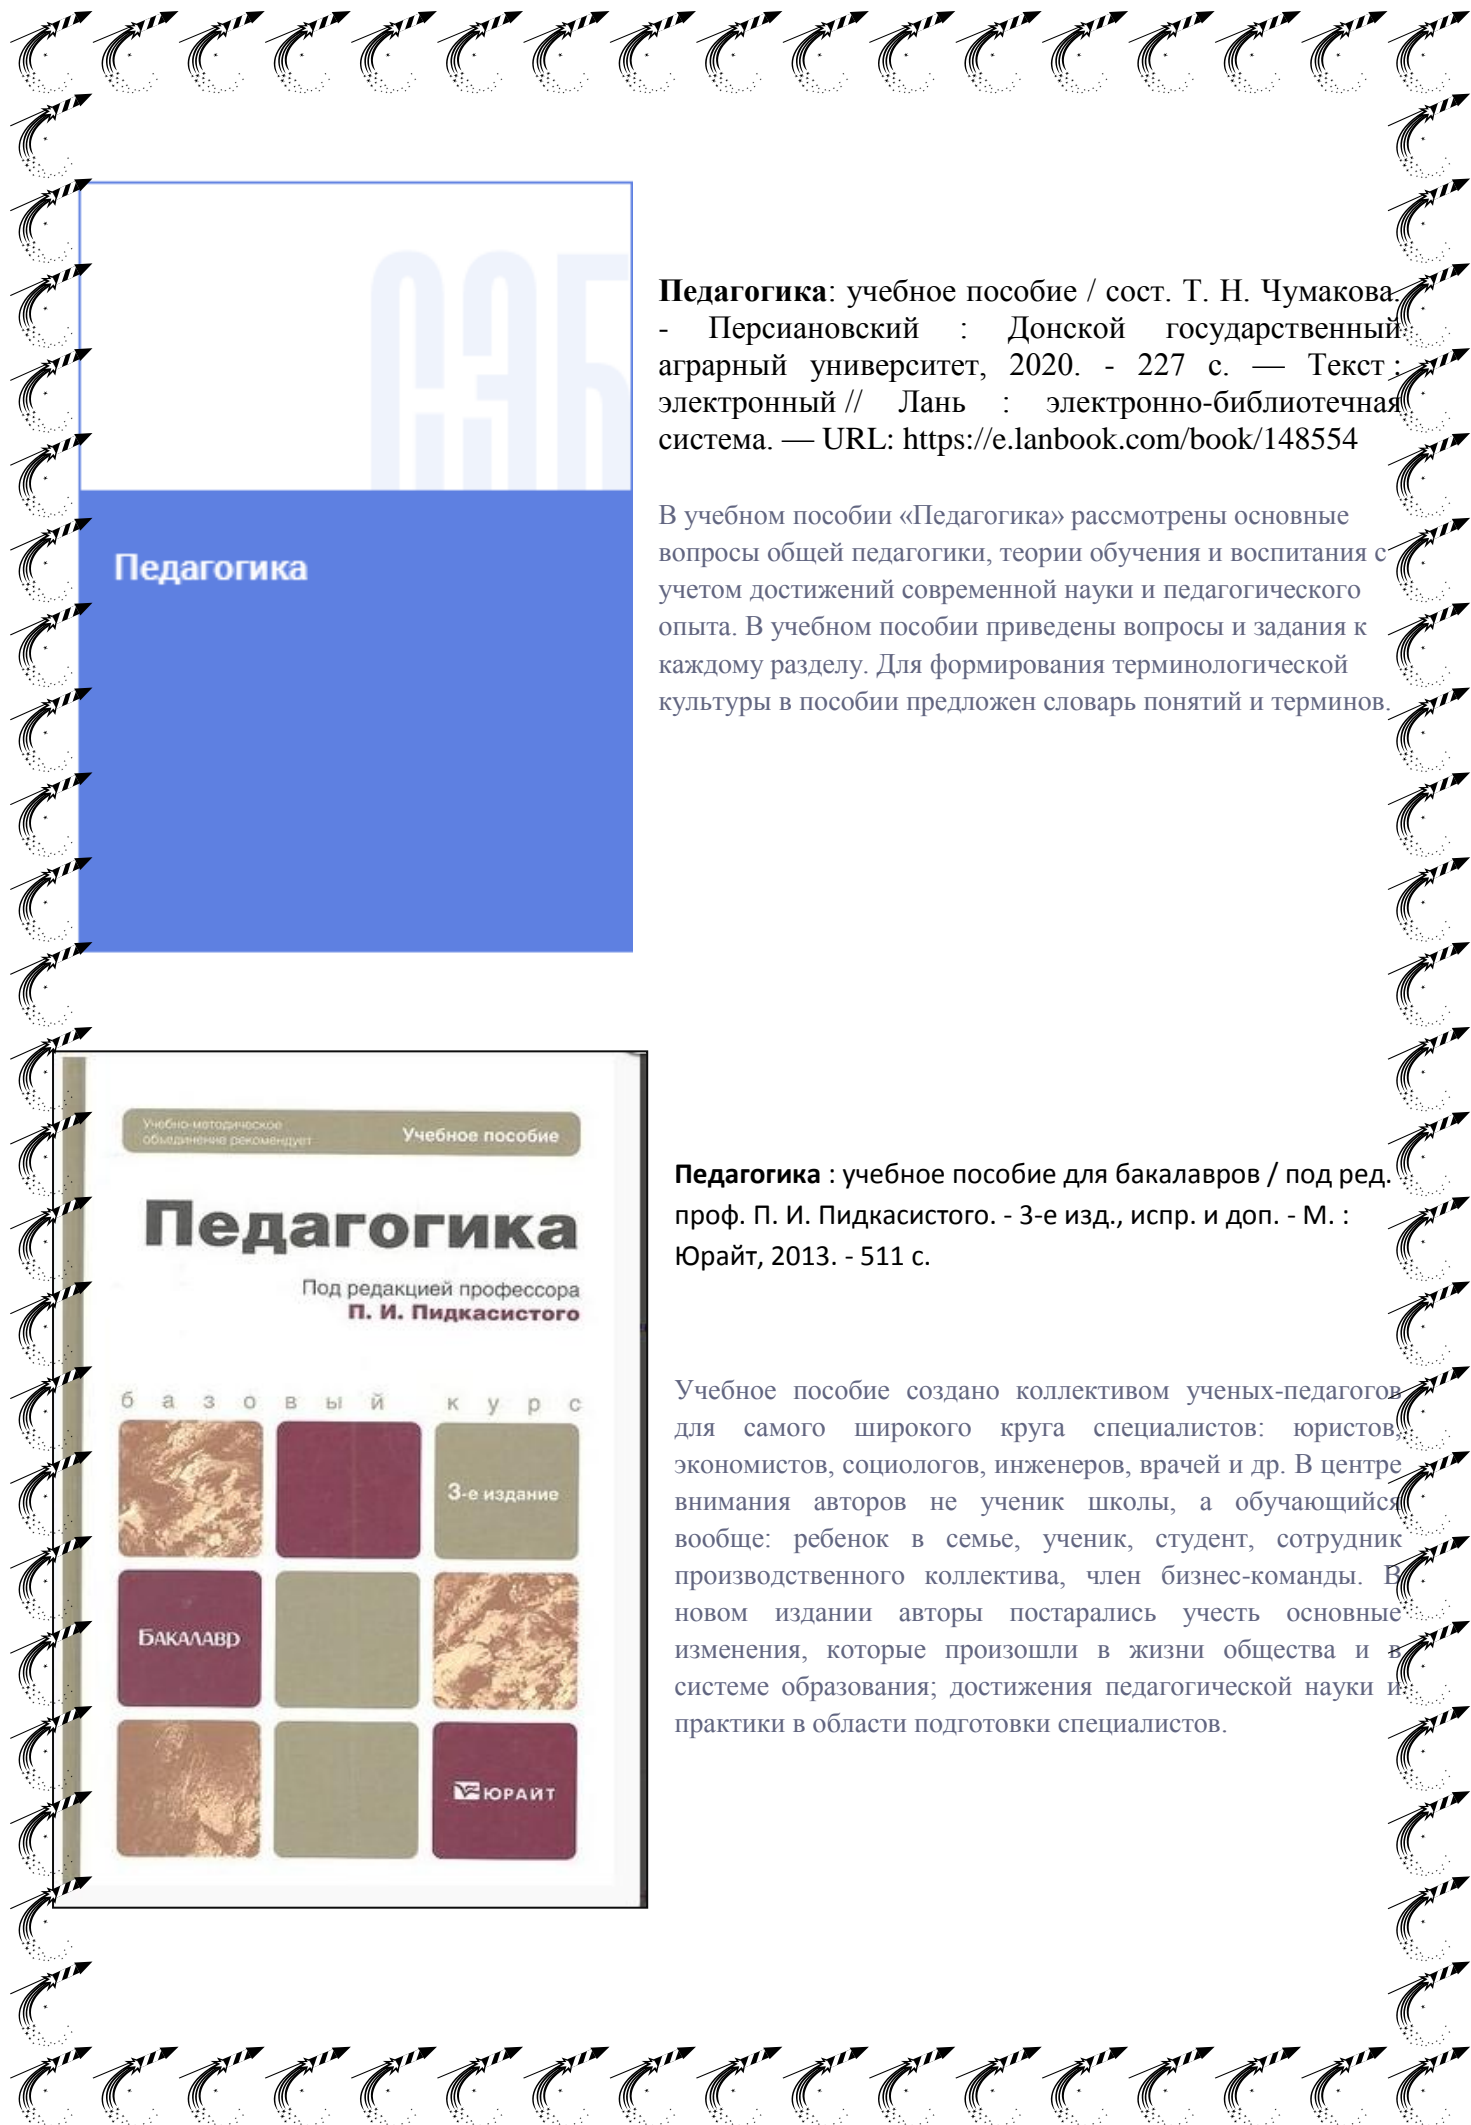 СЭБ
Педагогика
Педагогика: учебное пособие / сост. Т. Н. Чумакова.
- Персиановский : Донской государственный
аграрный университет, 2020. - 227 с. — Текст :
электронный // Лань : электронно-библиотечная
система. — URL: https://e.lanbook.com/book/148554
В учебном пособии «Педагогика» рассмотрены основные
вопросы общей педагогики, теории обучения и воспитания с
учетом достижений современной науки и педагогического
опыта. В учебном пособии приведены вопросы и задания к
каждому разделу. Для формирования терминологической
культуры в пособии предложен словарь понятий и терминов.
Учебно-методическое
объединение рекомендует
Учебное пособие
Педагогика
Под редакцией профессора
П. И. Пидкасистого
базовый курс
3-е издание
БАКАЛАВР
ЮРАЙТ
Педагогика : учебное пособие для бакалавров / под ред.
проф. П. И. Пидкасистого. - 3-е изд., испр. и доп. - М. :
Юрайт, 2013. - 511 с.
Учебное пособие создано коллективом ученых-педагогов
для самого широкого круга специалистов: юристов,
экономистов, социологов, инженеров, врачей и др. В центре
внимания авторов не ученик школы, а обучающийся
вообще: ребенок в семье, ученик, студент, сотрудник
производственного коллектива, член бизнес-команды. В
новом издании авторы постарались учесть основные
изменения, которые произошли в жизни общества и в
системе образования; достижения педагогической науки и
практики в области подготовки специалистов.